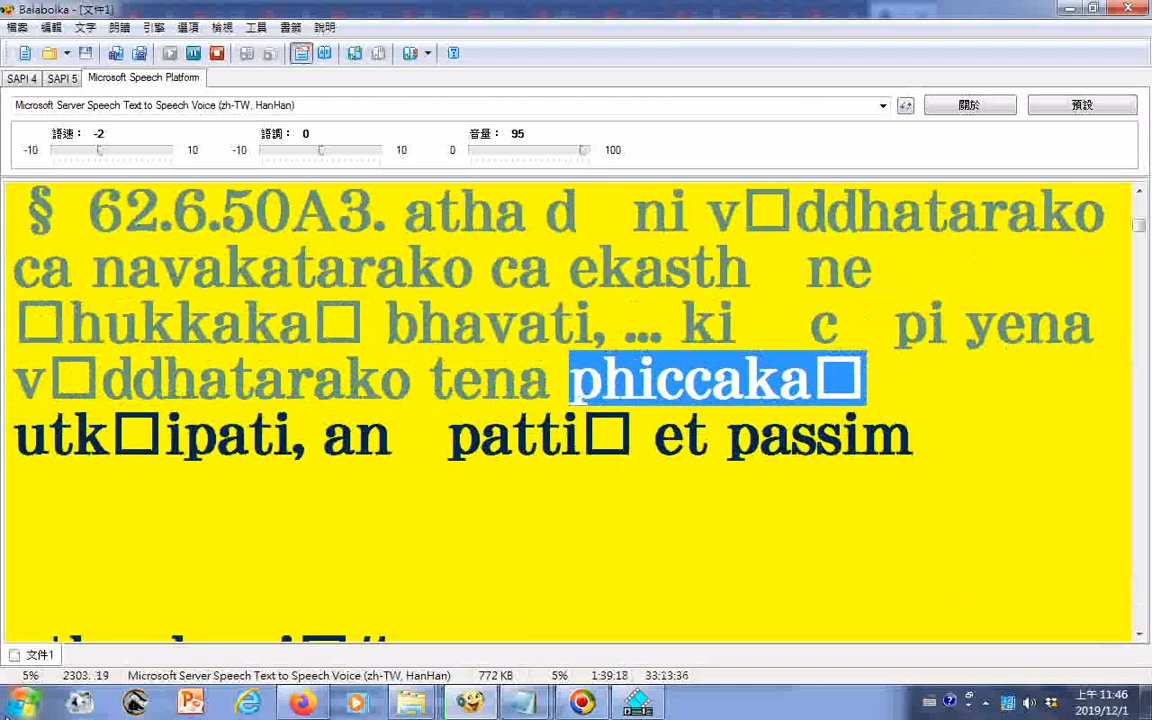 Balabolka - [文件1]
檔案 編輯 文字 朗讀 引擎 選項 檢視 工具 書籤 說明
SAPI 4 SAPI 5 Microsoft Speech Platform
Microsoft Server Speech Text to Speech Voice (zh-TW, HanHan) 關於 預設
語速： -2 語調： 0 音量： 95
-10 10 -10 10 0 100
§ 62.6.50A3. atha d ni v□ddhatarako
ca navakatarako ca ekasth ne
□hukkaka□ bhavati, ... ki c pi yena
v□ddhatarako tena phiccaka□
utk□ipati, an patti□ et passim
文件1
5% 2303: 19 Microsoft Server Speech Text to Speech Voice (zh-TW, HanHan) 772 KB 5% 1:39:18 33:13:36
上午 11:46
2019/12/1